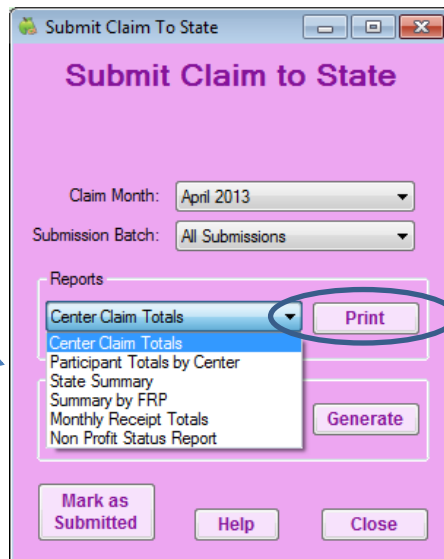 Submit Claim To State
Submit Claim to State
Claim Month: April 2013
Submission Batch: All Submissions
Reports
Center Claim Totals Print
Center Claim Totals
Participant Totals by Center
State Summary
Summary by FRP
Monthly Receipt Totals
Non Profit Status Report
Generate
Mark as
Submitted Help Close